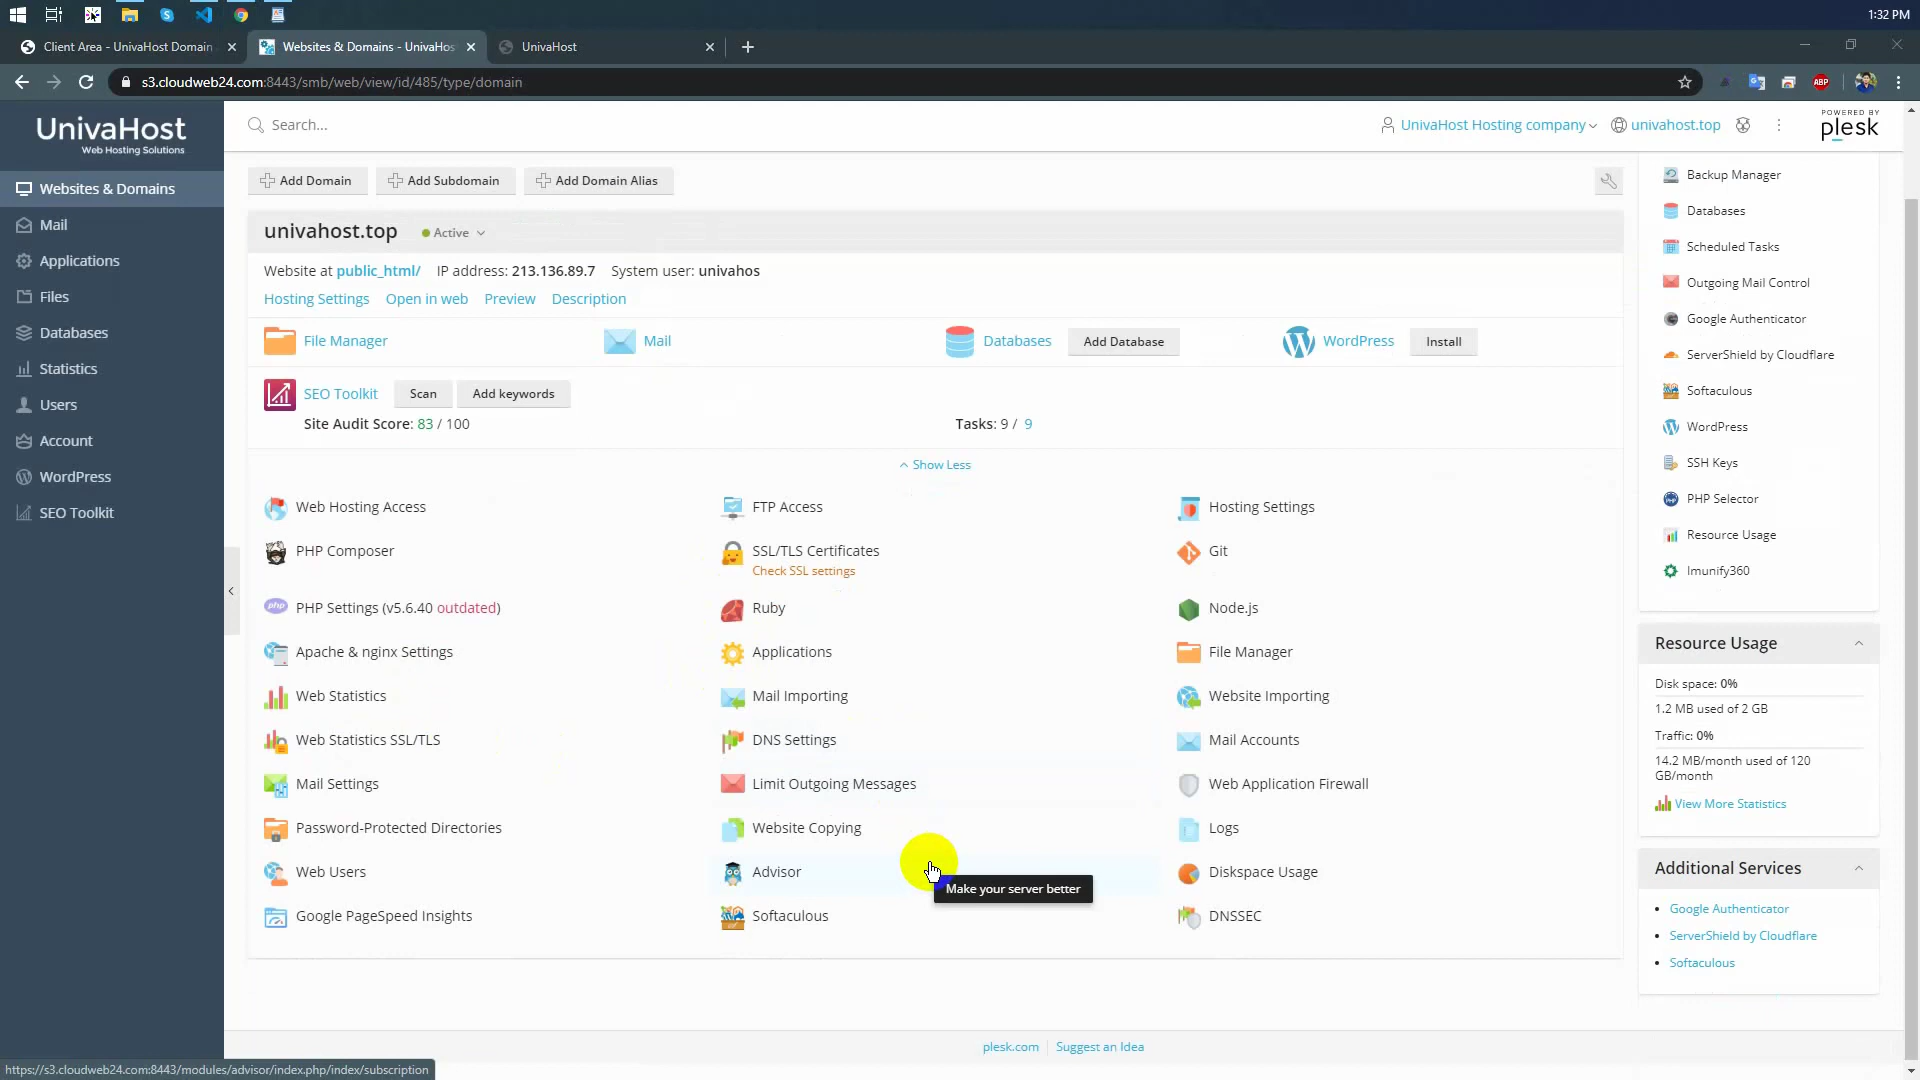 1:32 PM
Client Area - UnivaHost Domain
Websites & Domains - UnivaHos
UnivaHost
s3.cloudweb24.com:8443/smb/web/view/id/485/type/domain
ABP
UnivaHost
Web Hosting Solutions
Search...
UnivaHost Hosting company
univahost.top
POWERED BY
plesk
Websites & Domains
Mail
Applications
Files
Databases
Statistics
Users
Account
WordPress
SEO Toolkit
Add Domain
Add Subdomain
Add Domain Alias
univahost.top
Active
Website at public_html/ IP address: 213.136.89.7 System user: univahos
Hosting Settings Open in web Preview Description
File Manager
Mail
Databases
Add Database
WordPress
Install
SEO Toolkit
Scan
Add keywords
Site Audit Score: 83 / 100
Tasks: 9 / 9
Show Less
Web Hosting Access
FTP Access
Hosting Settings
PHP Composer
SSL/TLS Certificates
Check SSL settings
Git
PHP Settings (v5.6.40 outdated)
php
Ruby
Node.js
Apache & nginx Settings
Applications
File Manager
Web Statistics
Mail Importing
Website Importing
Web Statistics SSL/TLS
DNS Settings
Mail Accounts
Mail Settings
Limit Outgoing Messages
Web Application Firewall
Password-Protected Directories
Website Copying
Logs
Web Users
Advisor
Diskspace Usage
Make your server better
Google PageSpeed Insights
Softaculous
DNSSEC
Backup Manager
Databases
Scheduled Tasks
Outgoing Mail Control
Google Authenticator
ServerShield by Cloudflare
Softaculous
WordPress
SSH Keys
PHP Selector
Resource Usage
Imunify360
Resource Usage
Disk space: 0%
1.2 MB used of 2 GB
Traffic: 0%
14.2 MB/month used of 120
GB/month
View More Statistics
Additional Services
Google Authenticator
ServerShield by Cloudflare
Softaculous
plesk.com
Suggest an Idea
https://s3.cloudweb24.com:8443/modules/advisor/index.php/index/subscription